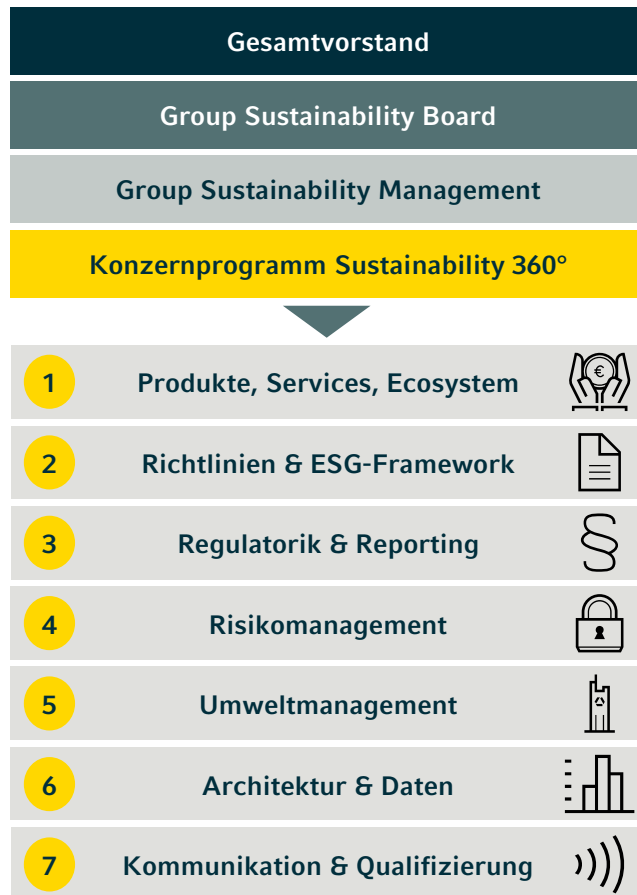 Gesamtvorstand
Group Sustainability Board
Group Sustainability Management
Konzernprogramm Sustainability 360°
1 Produkte, Services, Ecosystem €
2 Richtlinien & ESG-Framework
3 Regulatorik & Reporting §
4 Risikomanagement
5 Umweltmanagement
6 Architektur & Daten
7 Kommunikation & Qualifizierung